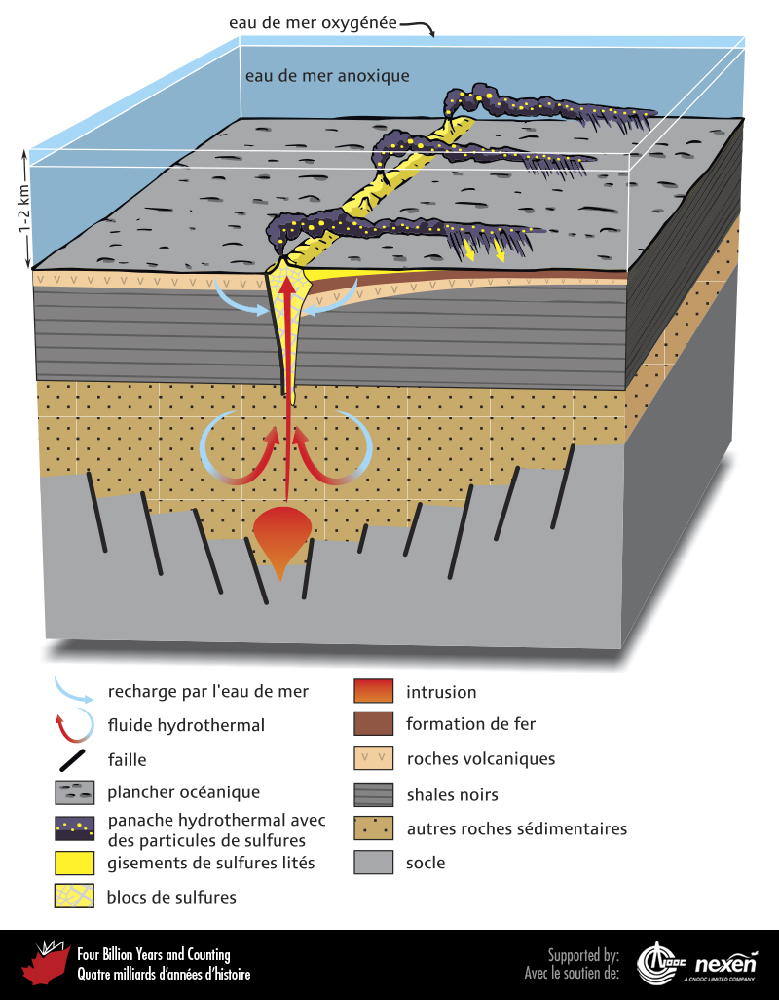 eau de mer oxygénée
eau de mer anoxique
1-2 km
recharge par l'eau de mer
fluide hydrothermal
faille
plancher océanique
panache hydrothermal avec
des particules de sulfures
gisements de sulfures lités
blocs de sulfures
intrusion
formation de fer
roches volcaniques
shales noirs
autres roches sédimentaires
socle
Four Billion Years and Counting
Quatre milliards d'années d'histoire
Supported by:
Avec le soutien de:
CNOOC
nexen
A CNOOC LIMITED COMPANY